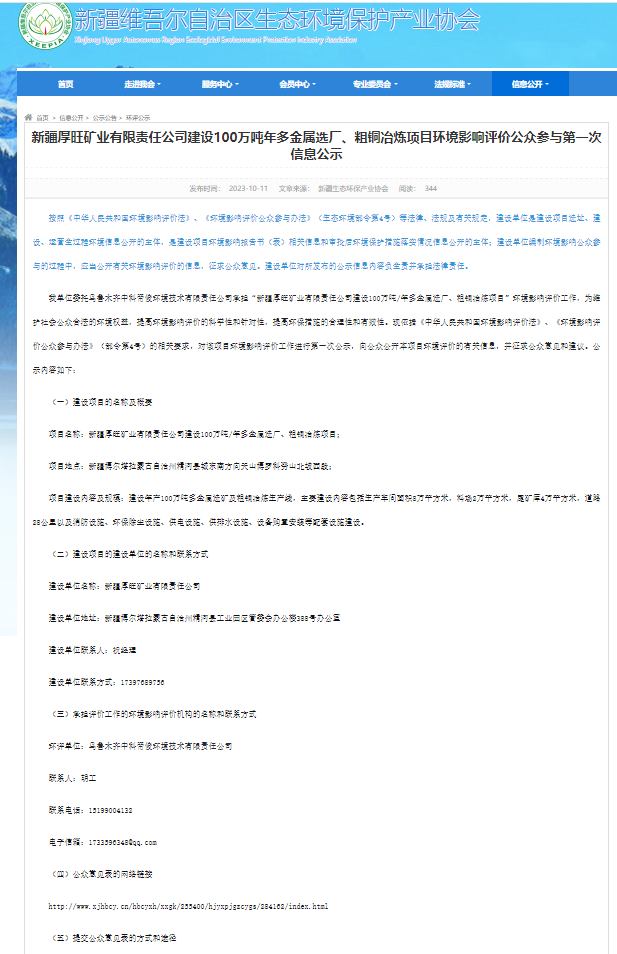 新疆维吾尔自治区生态环境保护产业协会
Xinjiang Uygur Autonomous Region Ecological Environment Protection Industry Association
XEEPIA
首页 走进我会 服务中心 会员中心 专业委员会 法规标准 信息公开
首页 > 信息公开 > 公示公告 > 环评公示
新疆厚旺矿业有限责任公司建设100万吨年多金属选厂、粗铜冶炼项目环境影响评价公众参与第一次
信息公示
发布时间： 2023-10-11 文章来源： 新疆生态环保产业协会 阅读： 344
按照《中华人民共和国环境影响评价法》、《环境影响评价公众参与办法》（生态环境部令第4号）等法律、法规及有关规定，建设单位是建设项目选址、建
设、运营全过程环境信息公开的主体，是建设项目环境影响报告书（表）相关信息和审批后环境保护措施落实情况信息公开的主体；建设单位编制环境影响公众参
与的过程中，应当公开有关环境影响评价的信息，征求公众意见。建设单位对所发布的公示信息内容负全责并承担法律责任。
我单位委托乌鲁木齐中科帝俊环境技术有限责任公司承担“新疆厚旺矿业有限责任公司建设100万吨/年多金属选厂、粗铜冶炼项目”环境影响评价工作，为维
护社会公众合法的环境权益，提高环境影响评价的科学性和针对性，提高环保措施的合理性和有效性。现依据《中华人民共和国环境影响评价法》、《环境影响评
价公众参与办法》（部令第4号）的相关要求，对该项目环境影响评价工作进行第一次公示，向公众公开本项目环境评价的有关信息，并征求公众意见和建议。公
示内容如下：
（一）建设项目的名称及概要
项目名称：新疆厚旺矿业有限责任公司建设100万吨/年多金属选厂、粗铜冶炼项目；
项目地点：新疆博尔塔拉蒙古自治州精河县城东南方向天山博罗科努山北坡西段；
项目建设内容及规模：建设年产100万吨多金属选矿及粗铜冶炼生产线，主要建设内容包括生产车间面积8万平方米，料场2万平方米，尾矿库4万平方米，道路
28公里以及消防设施、环保除尘设施、供电设施、供排水设施、设备购置安装等配套设施建设。
（二）建设项目的建设单位的名称和联系方式
建设单位名称：新疆厚旺矿业有限责任公司
建设单位地址：新疆博尔塔拉蒙古自治州精河县工业园区管委会办公楼388号办公室
建设单位联系人：祝经理
建设单位联系方式：17397689756
（三）承担评价工作的环境影响评价机构的名称和联系方式
环评单位：乌鲁木齐中科帝俊环境技术有限责任公司
联系人：胡工
联系电话：15199004132
电子信箱：1733596348@qq.com
（四）公众意见表的网络链接
http://www.xjhbcy.cn/hbcyxh/xxgk/255400/hjyxpjgzcygs/284162/index.html
（五）提交公众意见表的方式和途径